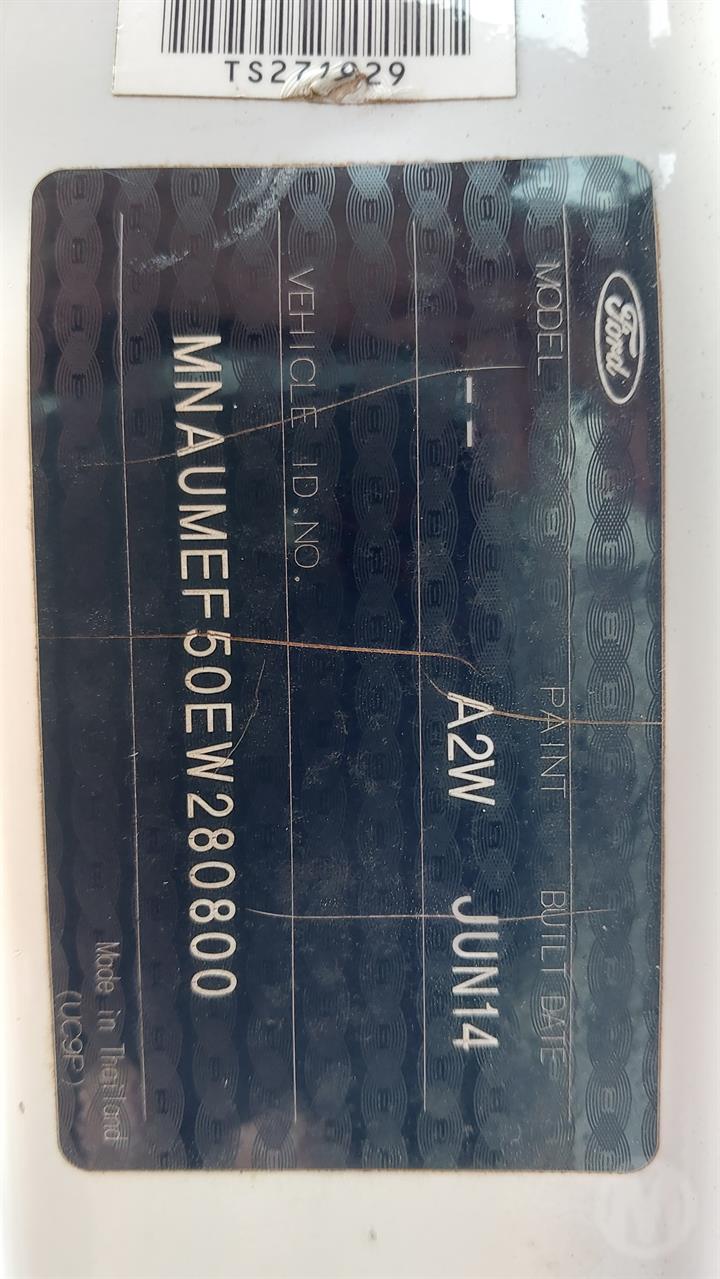 TS271929
Ford
MODEL PAINT BUILT DATE
-- A2W JUN14
VEHICLE ID.NO.
MNAUMEF50EW280800
Made in Thailand
(UC9P)
M